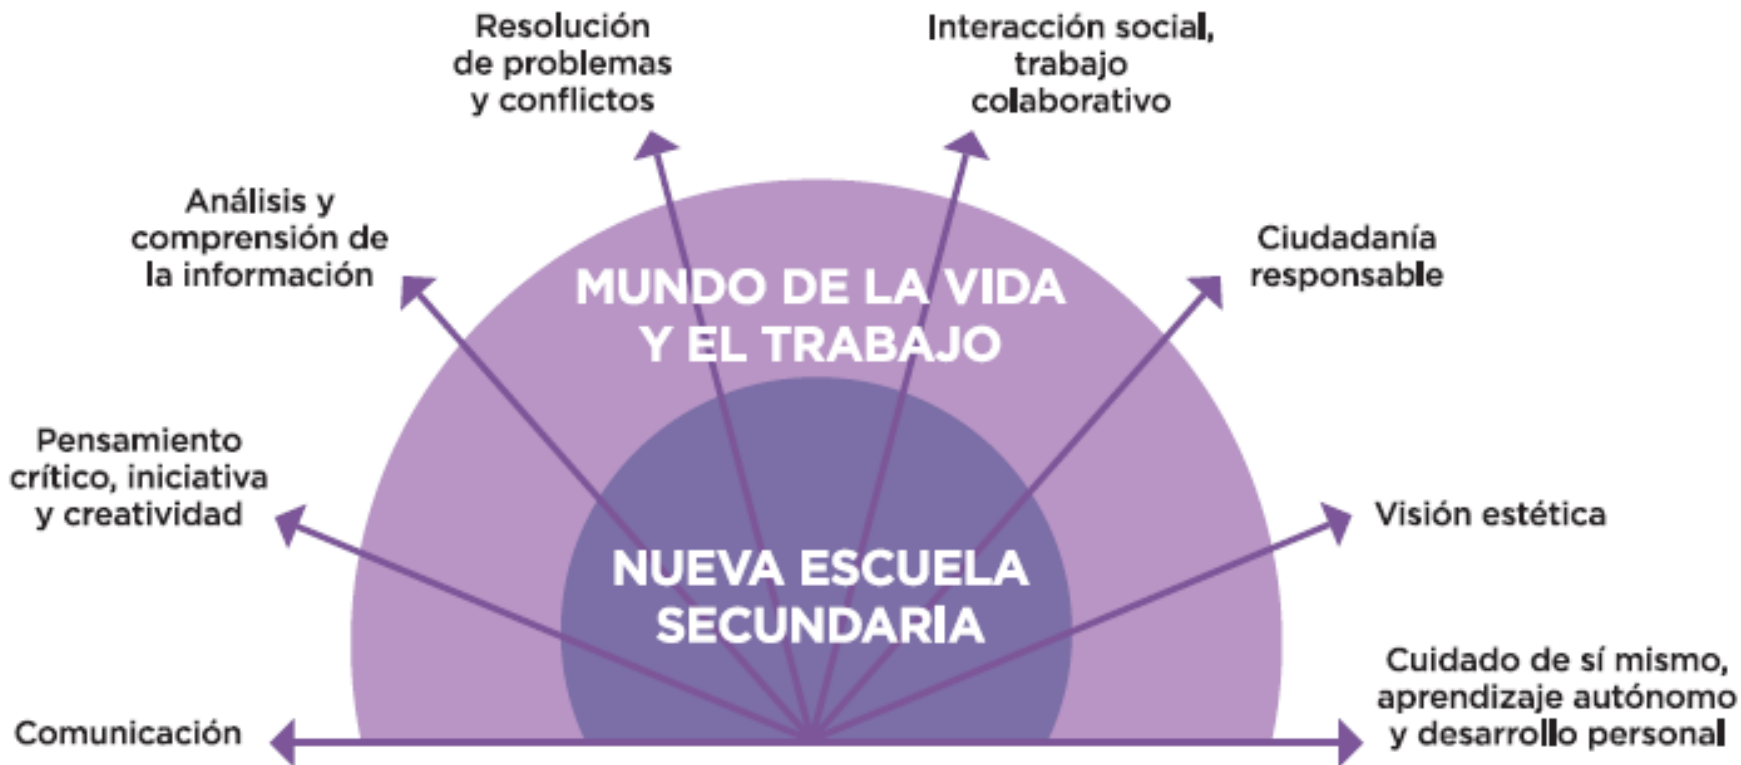 Resolución
de problemas
y conflictos
Interacción social,
trabajo
colaborativo
Análisis y
comprensión de
la información
Ciudadanía
responsable
MUNDO DE LA VIDA
Y EL TRABAJO
Pensamiento
crítico, iniciativa
y creatividad
Visión estética
NUEVA ESCUELA
SECUNDARIA
Comunicación
Cuidado de sí mismo,
aprendizaje autónomo
y desarrollo personal